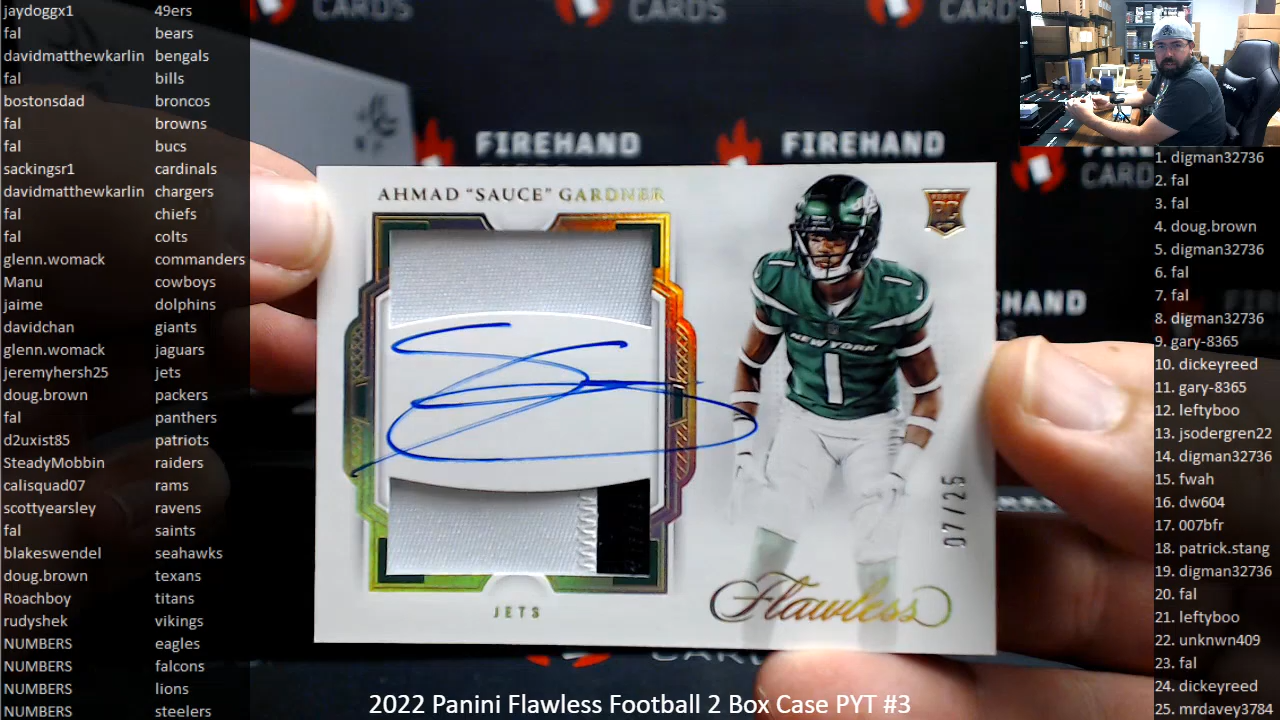 jaydoggx1 49ers
fal bears
davidmatthewkarlin bengals
fal bills
bostonsdad broncos
fal browns
fal bucs
sackingsr1 cardinals
davidmatthewkarlin chargers
fal chiefs
fal colts
glenn.womack commanders
Manu cowboys
jaime dolphins
davidchan giants
glenn.womack jaguars
jeremyhersh25 jets
doug.brown packers
fal panthers
d2uxist85 patriots
SteadyMobbin raiders
calisquad07 rams
scottyearsley ravens
fal saints
blakeswendel seahawks
doug.brown texans
Roachboy titans
rudyshek vikings
NUMBERS eagles
NUMBERS falcons
NUMBERS lions
NUMBERS steelers
CARDS
CARDS
CARDS
FIREHAND
FIREHAND
CARDS
AHMAD "SAUCE" GARDNER
RC
NEW YORK
1
1
07/25
JETS
Flawless
2022 Panini Flawless Football 2 Box Case PYT #3
1. digman32736
2. fal
3. fal
4. doug.brown
5. digman32736
6. fal
7. fal
8. digman32736
9. gary-8365
10. dickeyreed
11. gary-8365
12. leftyboo
13. jsodergren22
14. digman32736
15. fwah
16. dw604
17. 007bfr
18. patrick.stang
19. digman32736
20. fal
21. leftyboo
22. unknwn409
23. fal
24. dickeyreed
25. mrdavey3784